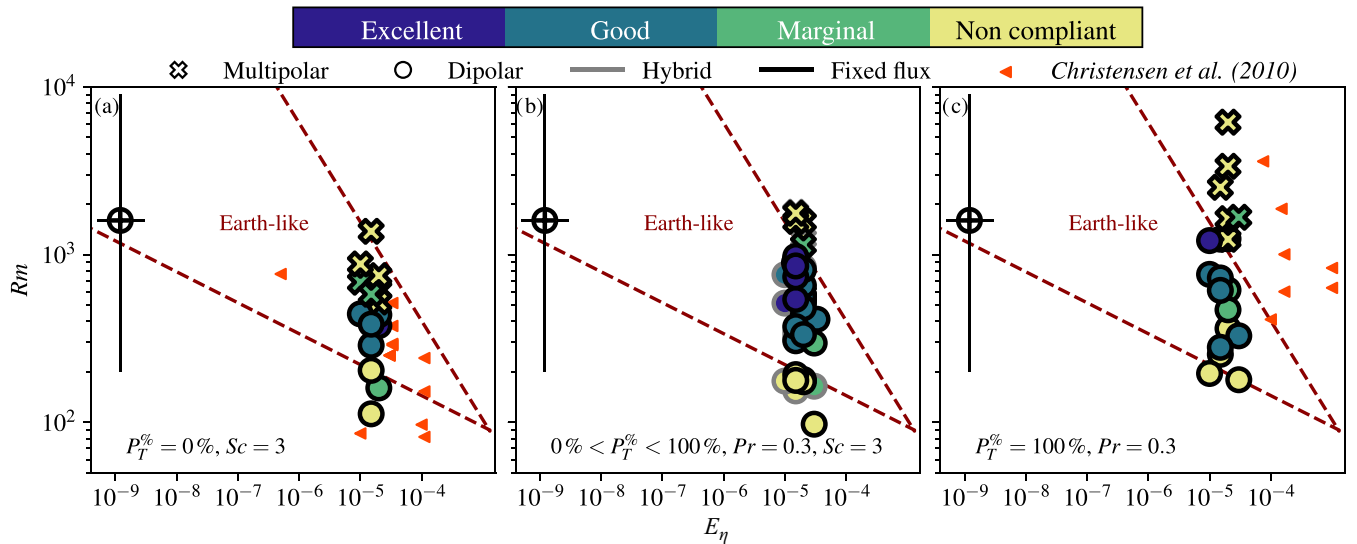 Excellent Good Marginal Non compliant
Multipolar Dipolar Hybrid Fixed flux Christensen et al. (2010)
10^4
10^3
10^2
Rm
(a)
Earth-like
P_T^% = 0%, Sc = 3
10^−9 10^−8 10^−7 10^−6 10^−5 10^−4
(b)
Earth-like
0% < P_T^% < 100%, Pr = 0.3, Sc = 3
10^−9 10^−8 10^−7 10^−6 10^−5 10^−4
(c)
Earth-like
P_T^% = 100%, Pr = 0.3
10^−9 10^−8 10^−7 10^−6 10^−5 10^−4
E_η